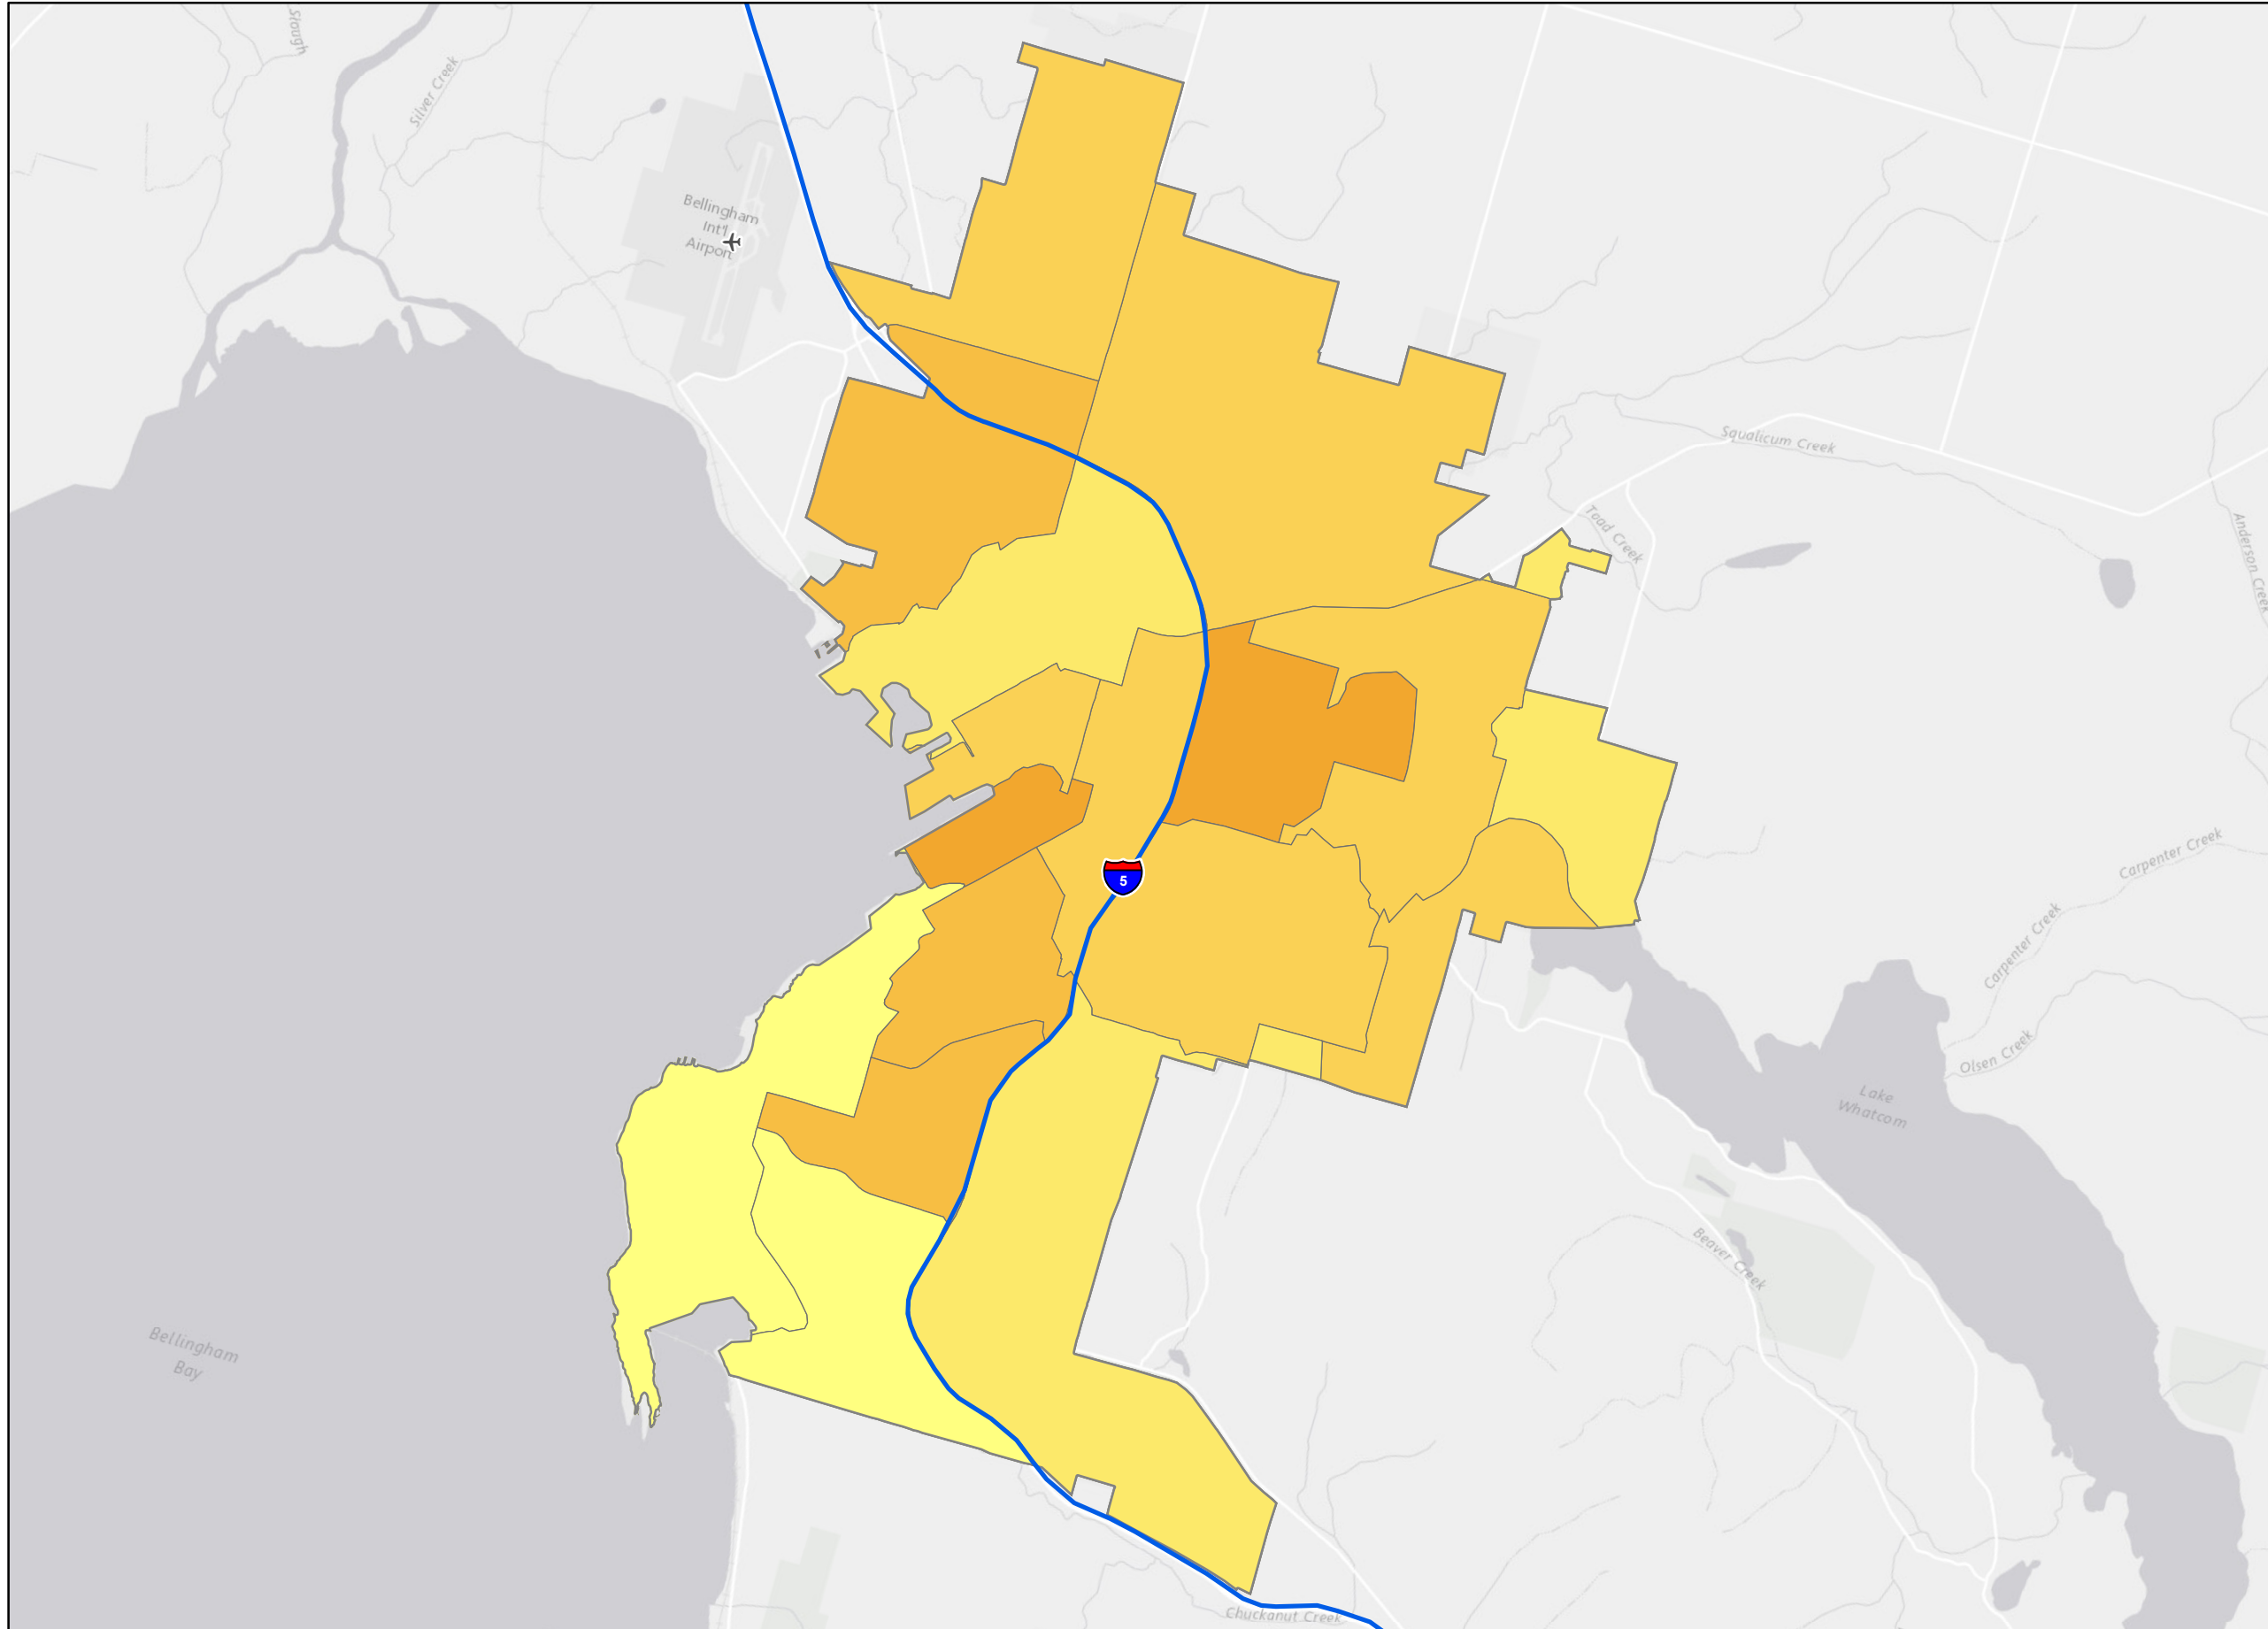 Slough
Silver Creek
Bellingham
Int'l
Airport
Squalicum Creek
Toad Creek
Anderson Creek
Carpenter Creek
Carpenter Creek
Olsen Creek
5
Lake
Whatcom
Beaver Creek
Bellingham
Bay
Chuckanut Creek